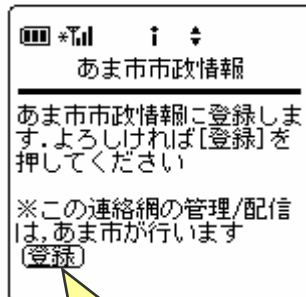 あま市市政情報
あま市市政情報に登録しま
す.よろしければ[登録]を
押してください
※この連絡網の管理/配信
は,あま市が行います
登録